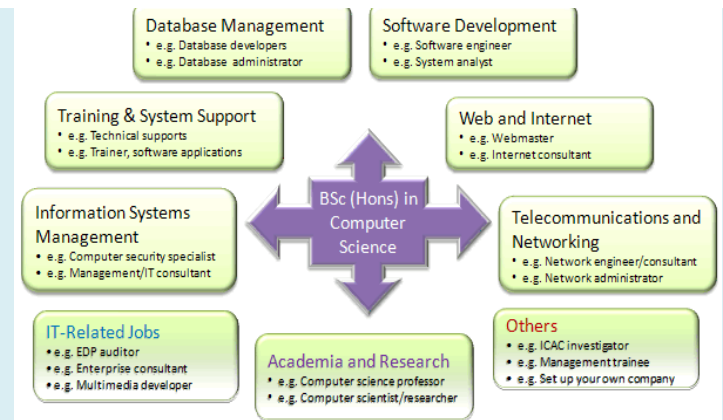 Database Management
• e.g. Database developers
• e.g. Database administrator
Software Development
• e.g. Software engineer
• e.g. System analyst
Training & System Support
• e.g. Technical supports
• e.g. Trainer, software applications
Web and Internet
• e.g. Webmaster
• e.g. Internet consultant
BSc (Hons) in
Computer
Science
Information Systems
Management
• e.g. Computer security specialist
• e.g. Management/IT consultant
Telecommunications and
Networking
• e.g. Network engineer/consultant
• e.g. Network administrator
IT-Related Jobs
• e.g. EDP auditor
• e.g. Enterprise consultant
• e.g. Multimedia developer
Academia and Research
• e.g. Computer science professor
• e.g. Computer scientist/researcher
Others
• e.g. ICAC investigator
• e.g. Management trainee
• e.g. Set up your own company